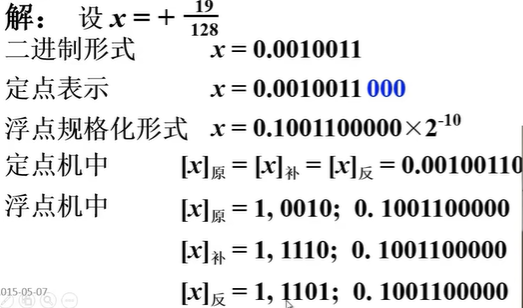 解： 设 x = + 19/128
二进制形式 x = 0.0010011
定点表示 x = 0.0010011 000
浮点规格化形式 x = 0.1001100000×2^-10
定点机中 [x]原 = [x]补 = [x]反 = 0.00100110
浮点机中 [x]原 = 1, 0010; 0. 1001100000
[x]补 = 1, 1110; 0. 1001100000
[x]反 = 1, 1101; 0. 1001100000
015-05-07